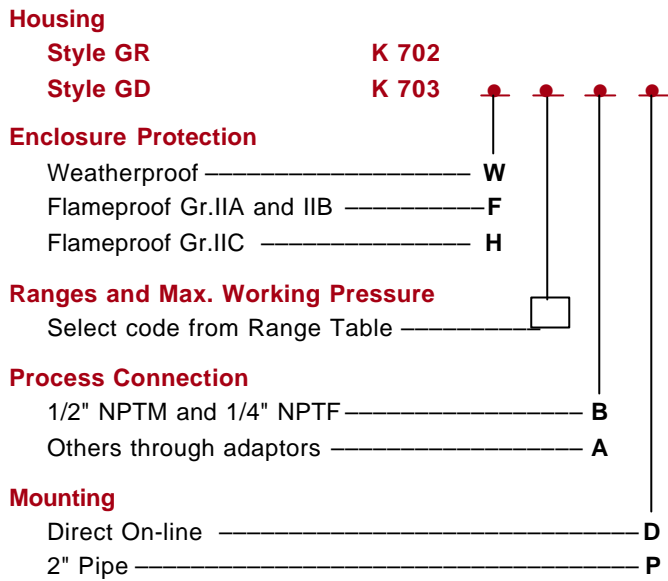 Housing
Style GR K 702
Style GD K 703
Enclosure Protection
Weatherproof W
Flameproof Gr.IIA and IIB F
Flameproof Gr.IIC H
Ranges and Max. Working Pressure
Select code from Range Table
Process Connection
1/2" NPTM and 1/4" NPTF B
Others through adaptors A
Mounting
Direct On-line D
2" Pipe P